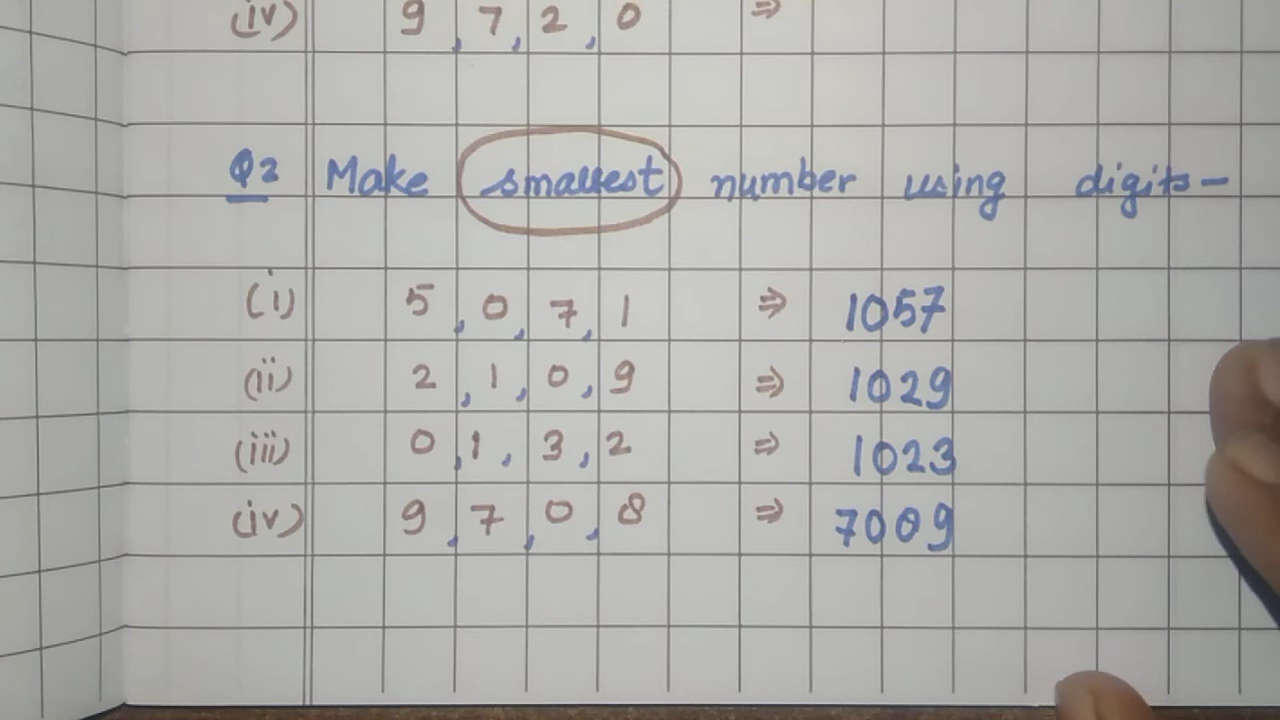 (iv) 9, 7, 2, 0 ⇒
Q2 Make smallest number using digits-
(i) 5, 0, 7, 1 ⇒ 1057
(ii) 2, 1, 0, 9 ⇒ 1029
(iii) 0, 1, 3, 2 ⇒ 1023
(iv) 9, 7, 0, 8 ⇒ 7009